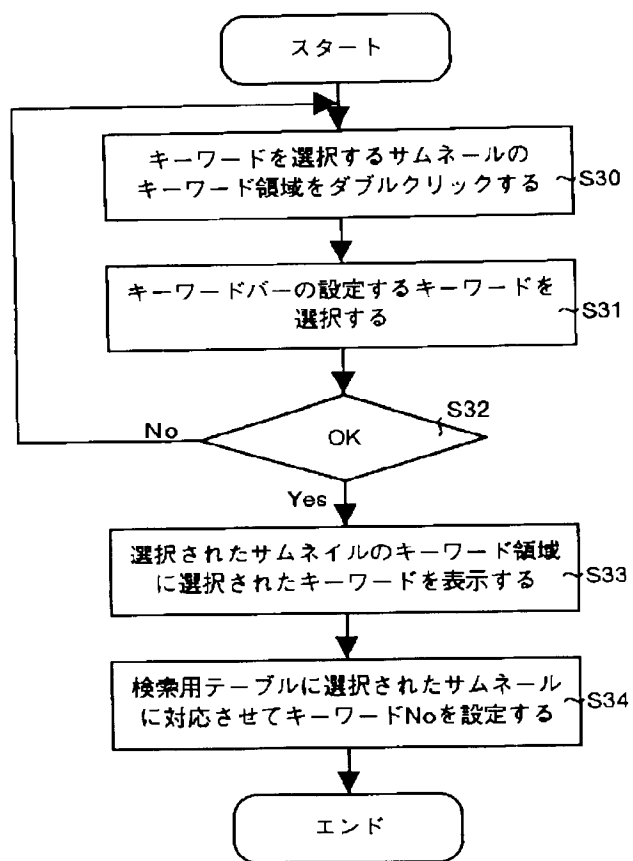 スタート
キーワードを選択するサムネールの
キーワード領域をダブルクリックする
S30
キーワードバーの設定するキーワードを
選択する
S31
S32
OK
No
Yes
選択されたサムネイルのキーワード領域
に選択されたキーワードを表示する
S33
検索用テーブルに選択されたサムネール
に対応させてキーワードNoを設定する
S34
エンド